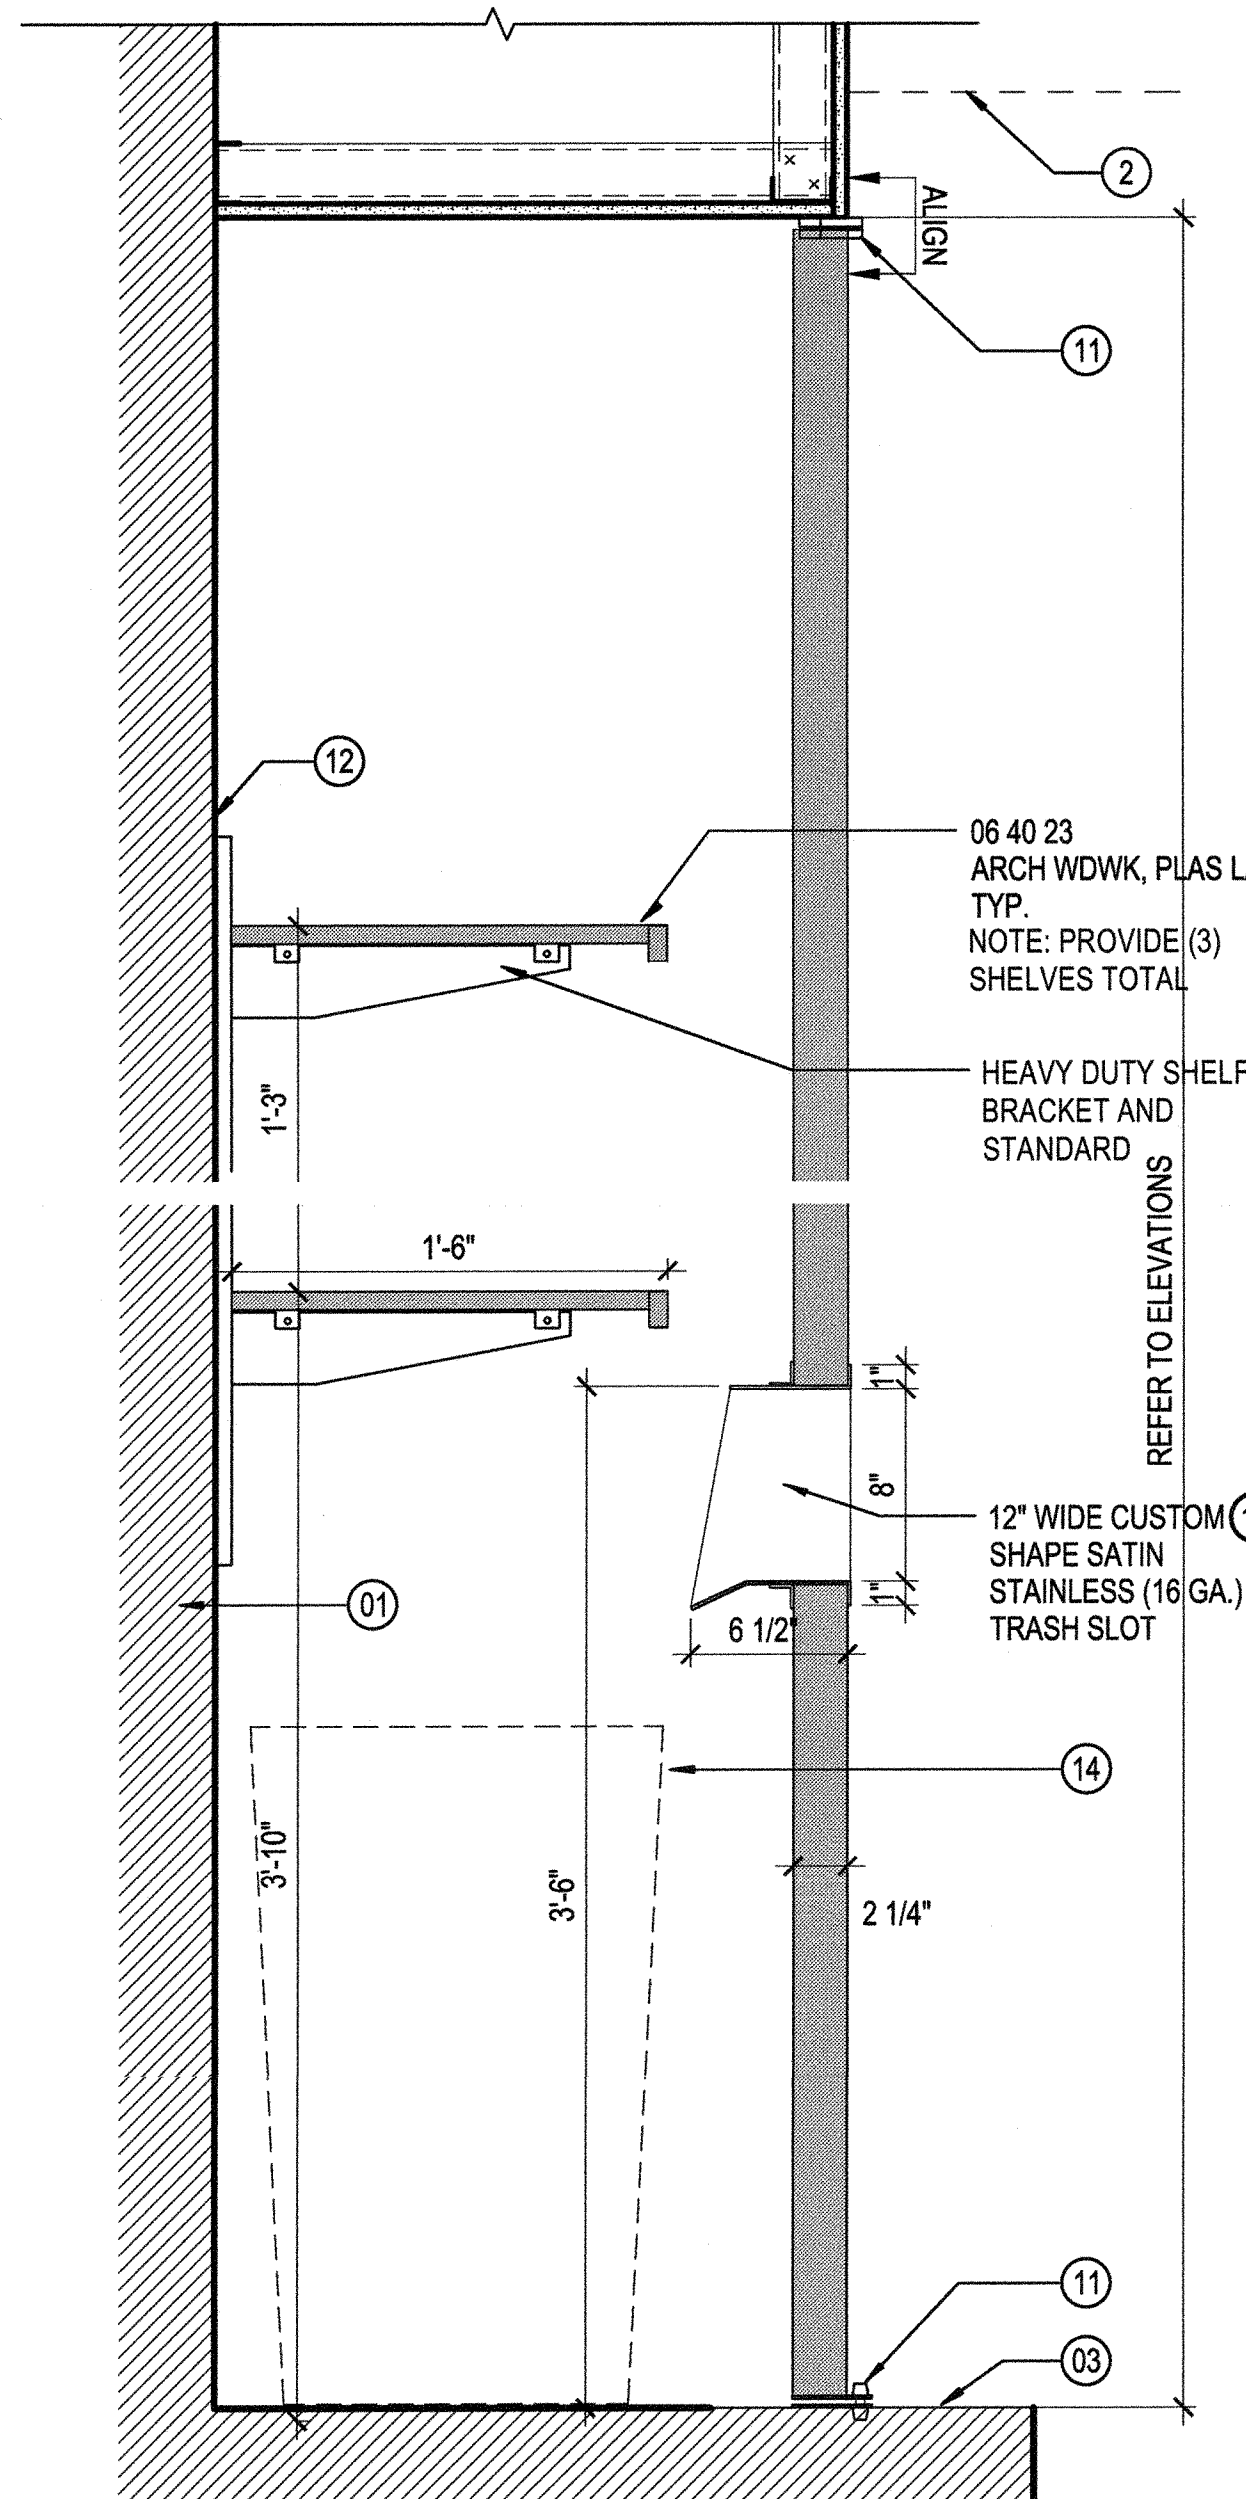 2
ALIGN
11
12
06 40 23
ARCH WDWK, PLAS
TYP.
NOTE: PROVIDE (3)
SHELVES TOTAL
HEAVY DUTY SHELF
BRACKET AND
STANDARD
1'-3"
1'-6"
REFER TO ELEVATIONS
1"
8"
12" WIDE CUSTOM
SHAPE SATIN
STAINLESS (16 GA.)
TRASH SLOT
1"
01
6 1/2"
14
3'-10"
3'-6"
2 1/4"
11
03